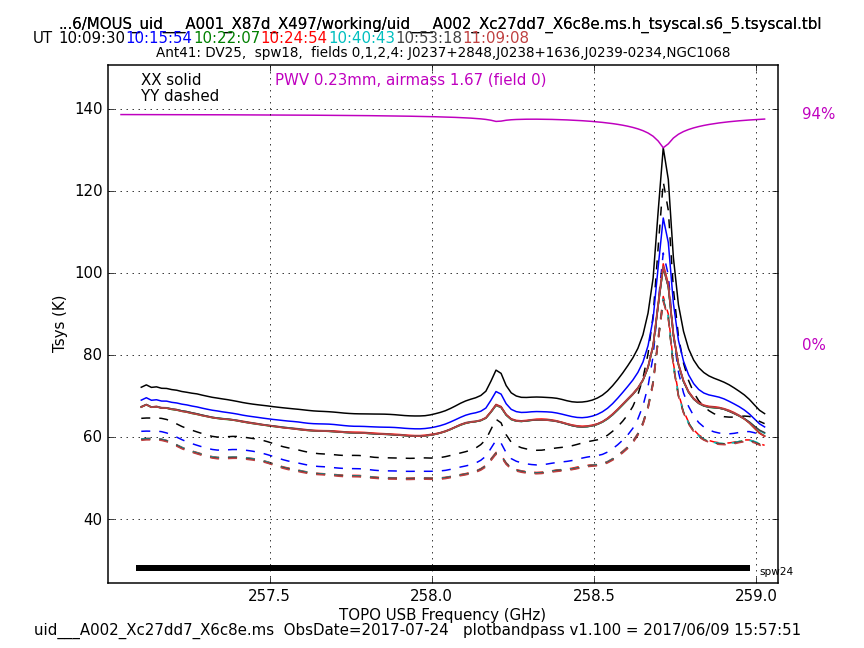 ...6/MOUS_uid___A001_X87d_X497/working/uid___A002_Xc27dd7_X6c8e.ms.h_tsyscal.s6_5.tsyscal.tbl
UT 10:09:30 10:15:54 10:22:07 10:24:54 10:40:43 10:53:18 11:09:08
Ant41: DV25, spw18, fields 0,1,2,4: J0237+2848,J0238+1636,J0239-0234,NGC1068
XX solid
YY dashed
PWV 0.23mm, airmass 1.67 (field 0)
140
120
100
80
60
40
Tsys (K)
94%
0%
spw24
257.5 258.0 258.5 259.0
TOPO USB Frequency (GHz)
uid___A002_Xc27dd7_X6c8e.ms ObsDate=2017-07-24 plotbandpass v1.100 = 2017/06/09 15:57:51